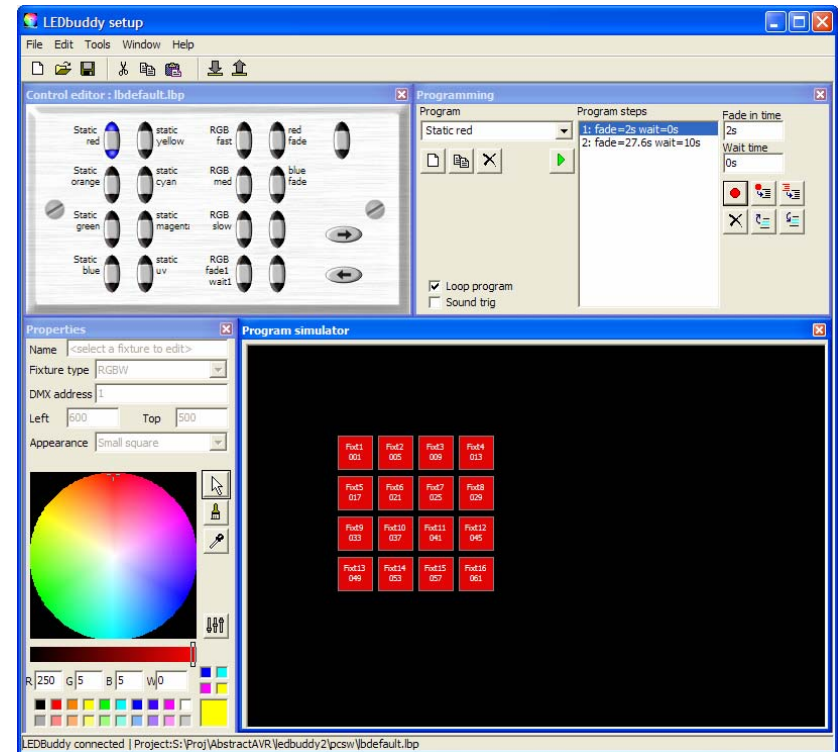 LEDbuddy setup
File Edit Tools Window Help
Control editor : lbdefault.lbp
Static red
static yellow
RGB fast
red fade
Static orange
static cyan
RGB med
blue fade
Static green
static magenta
RGB slow
Static blue
static uv
RGB fade1 wait1
Programming
Program
Static red
Loop program
Sound trig
Program steps
1: fade=2s wait=0s
2: fade=27.6s wait=10s
Fade in time
2s
Wait time
0s
Properties
Name <select a fixture to edit>
Fixture type RGBW
DMX address 1
Left 600 Top 500
Appearance Small square
R 250 G 5 B 5 W 0
Program simulator
Fixt1 Fixt2 Fixt3 Fixt4
001 005 009 013
Fixt5 Fixt6 Fixt7 Fixt8
017 021 025 029
Fixt9 Fixt10 Fixt11 Fixt12
033 037 041 045
Fixt13 Fixt14 Fixt15 Fixt16
049 053 057 061
LEDBuddy connected | Project:S:\Proj\AbstractAVR\ledbuddy2\pcsw\lbdefault.lbp